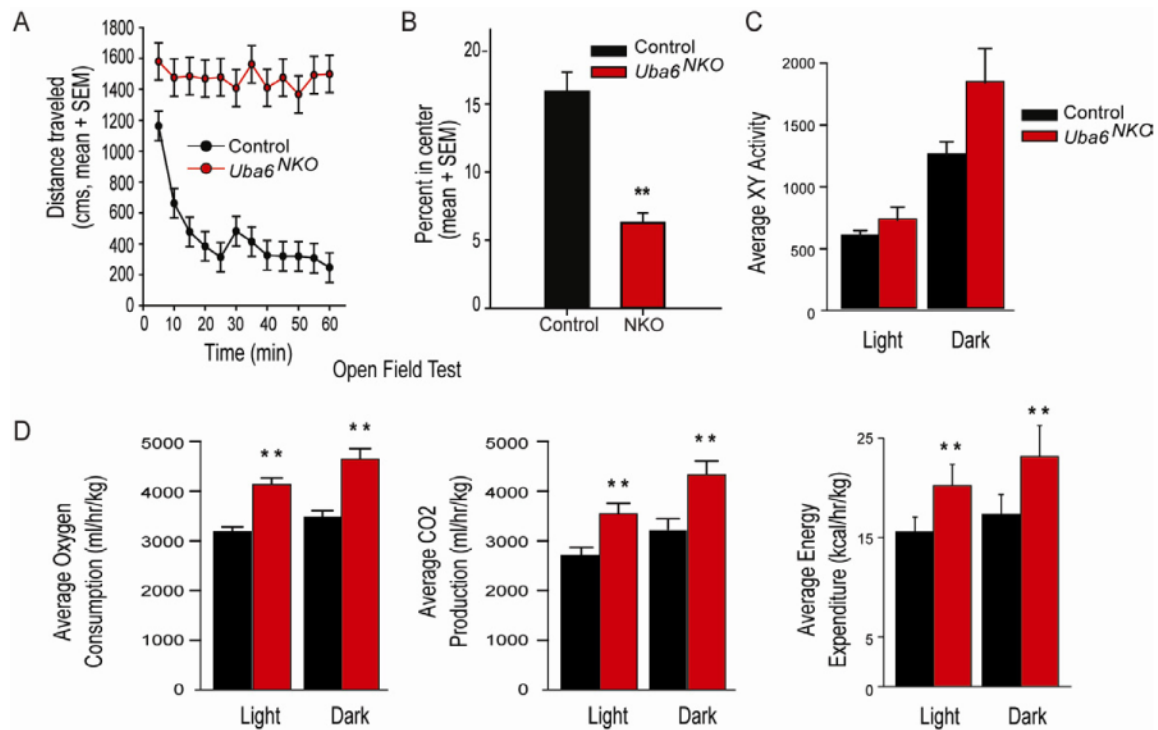 A
Distance traveled
(cms, mean + SEM)
1800
1600
1400
1200
1000
800
600
400
200
0
Control
Uba6NKO
0 10 20 30 40 50 60
Time (min)
B
Percent in center
(mean + SEM)
20
15
10
5
0
Control
Uba6NKO
**
Control NKO
Open Field Test
C
Average XY Activity
2000
1500
1000
500
0
Control
Uba6NKO
Light Dark
D
Average Oxygen
Consumption (ml/hr/kg)
5000
4000
3000
2000
1000
0
** **
Light Dark
Average CO2
Production (ml/hr/kg)
5000
4000
3000
2000
1000
0
** **
Light Dark
Average Energy
Expenditure (kcal/hr/kg)
25
15
5
0
** **
Light Dark